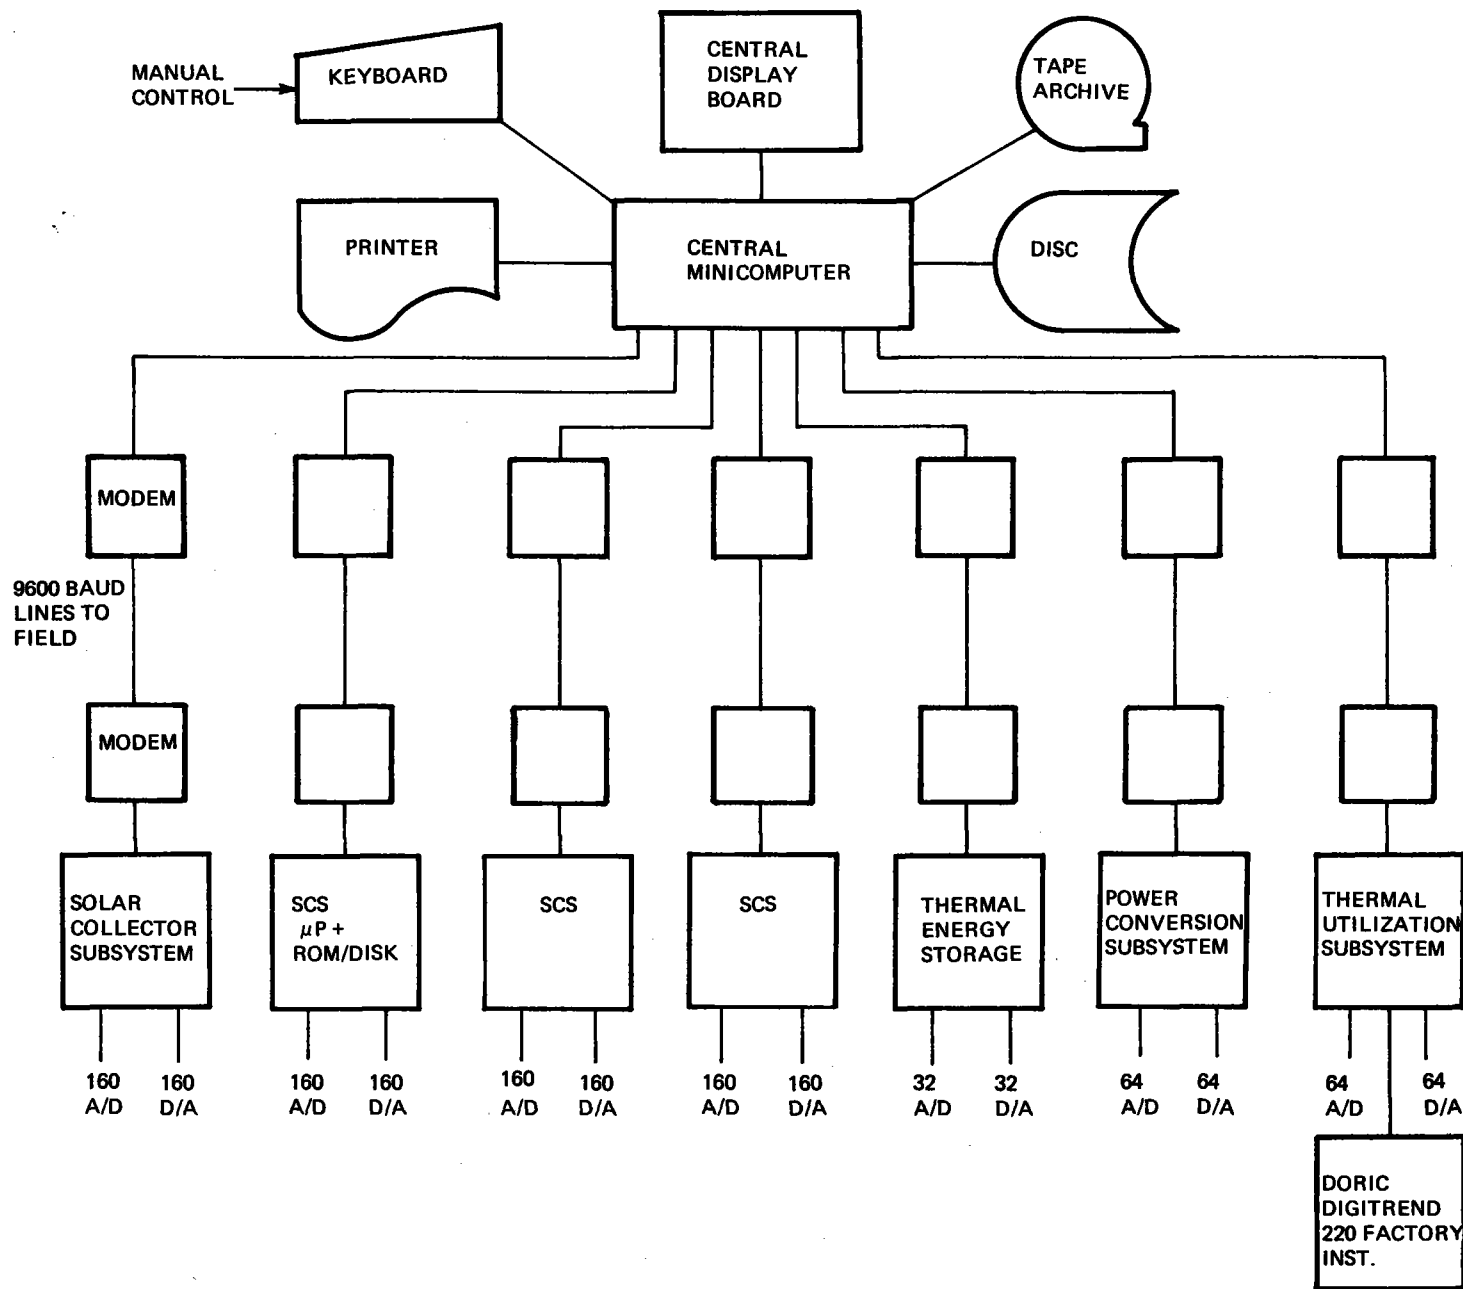 MANUAL
CONTROL
KEYBOARD
CENTRAL
DISPLAY
BOARD
TAPE
ARCHIVE
PRINTER
CENTRAL
MINICOMPUTER
DISC
MODEM
9600 BAUD
LINES TO
FIELD
MODEM
SOLAR
COLLECTOR
SUBSYSTEM
SCS
μP +
ROM/DISK
SCS
SCS
THERMAL
ENERGY
STORAGE
POWER
CONVERSION
SUBSYSTEM
THERMAL
UTILIZATION
SUBSYSTEM
160
A/D
160
D/A
160
A/D
160
D/A
160
A/D
160
D/A
160
A/D
160
D/A
32
A/D
32
D/A
64
A/D
64
D/A
64
A/D
64
D/A
DORIC
DIGITREND
220 FACTORY
INST.